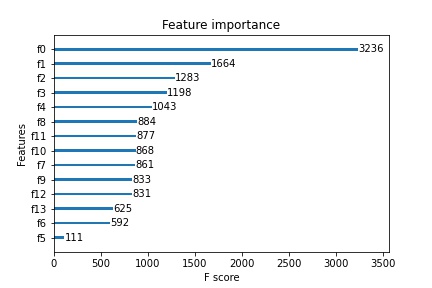 Feature importance
Features
f0 3236
f1 1664
f2 1283
f3 1198
f4 1043
f8 884
f11 877
f10 868
f7 861
f9 833
f12 831
f13 625
f6 592
f5 111
0 500 1000 1500 2000 2500 3000 3500
F score